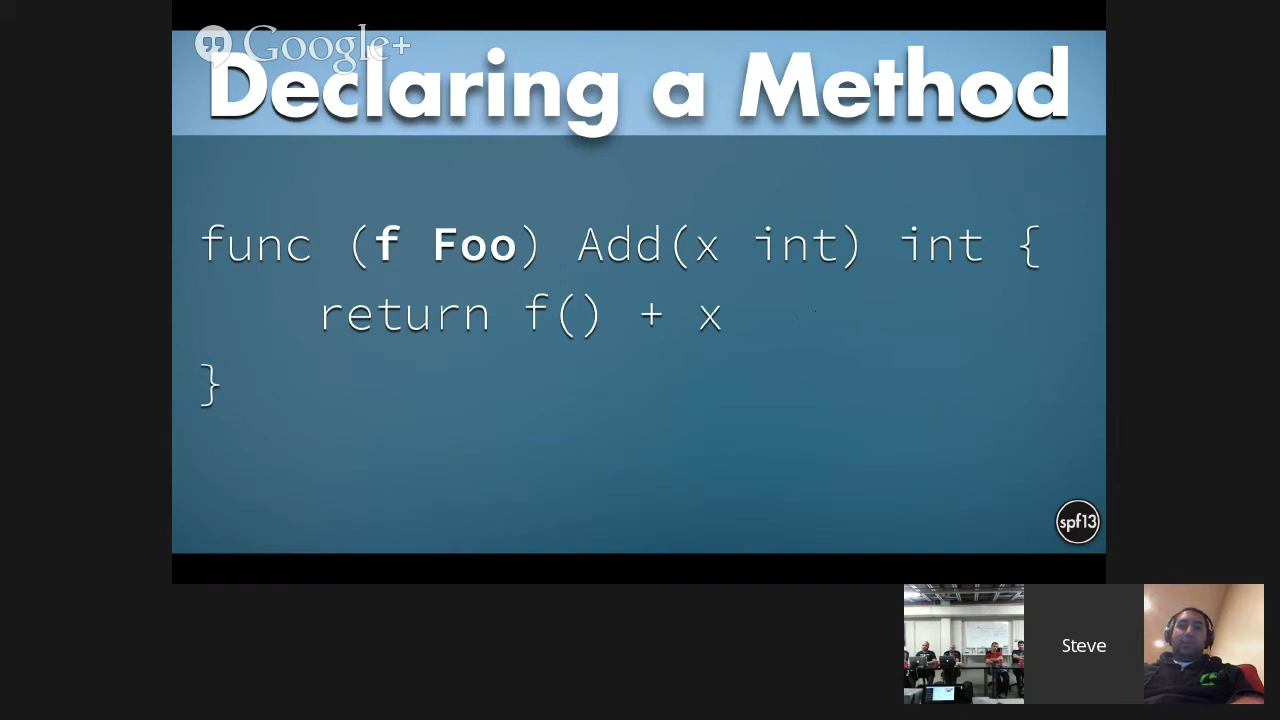 Google+
Declaring a Method
func (f Foo) Add(x int) int {
    return f() + x
}
spf13
Steve